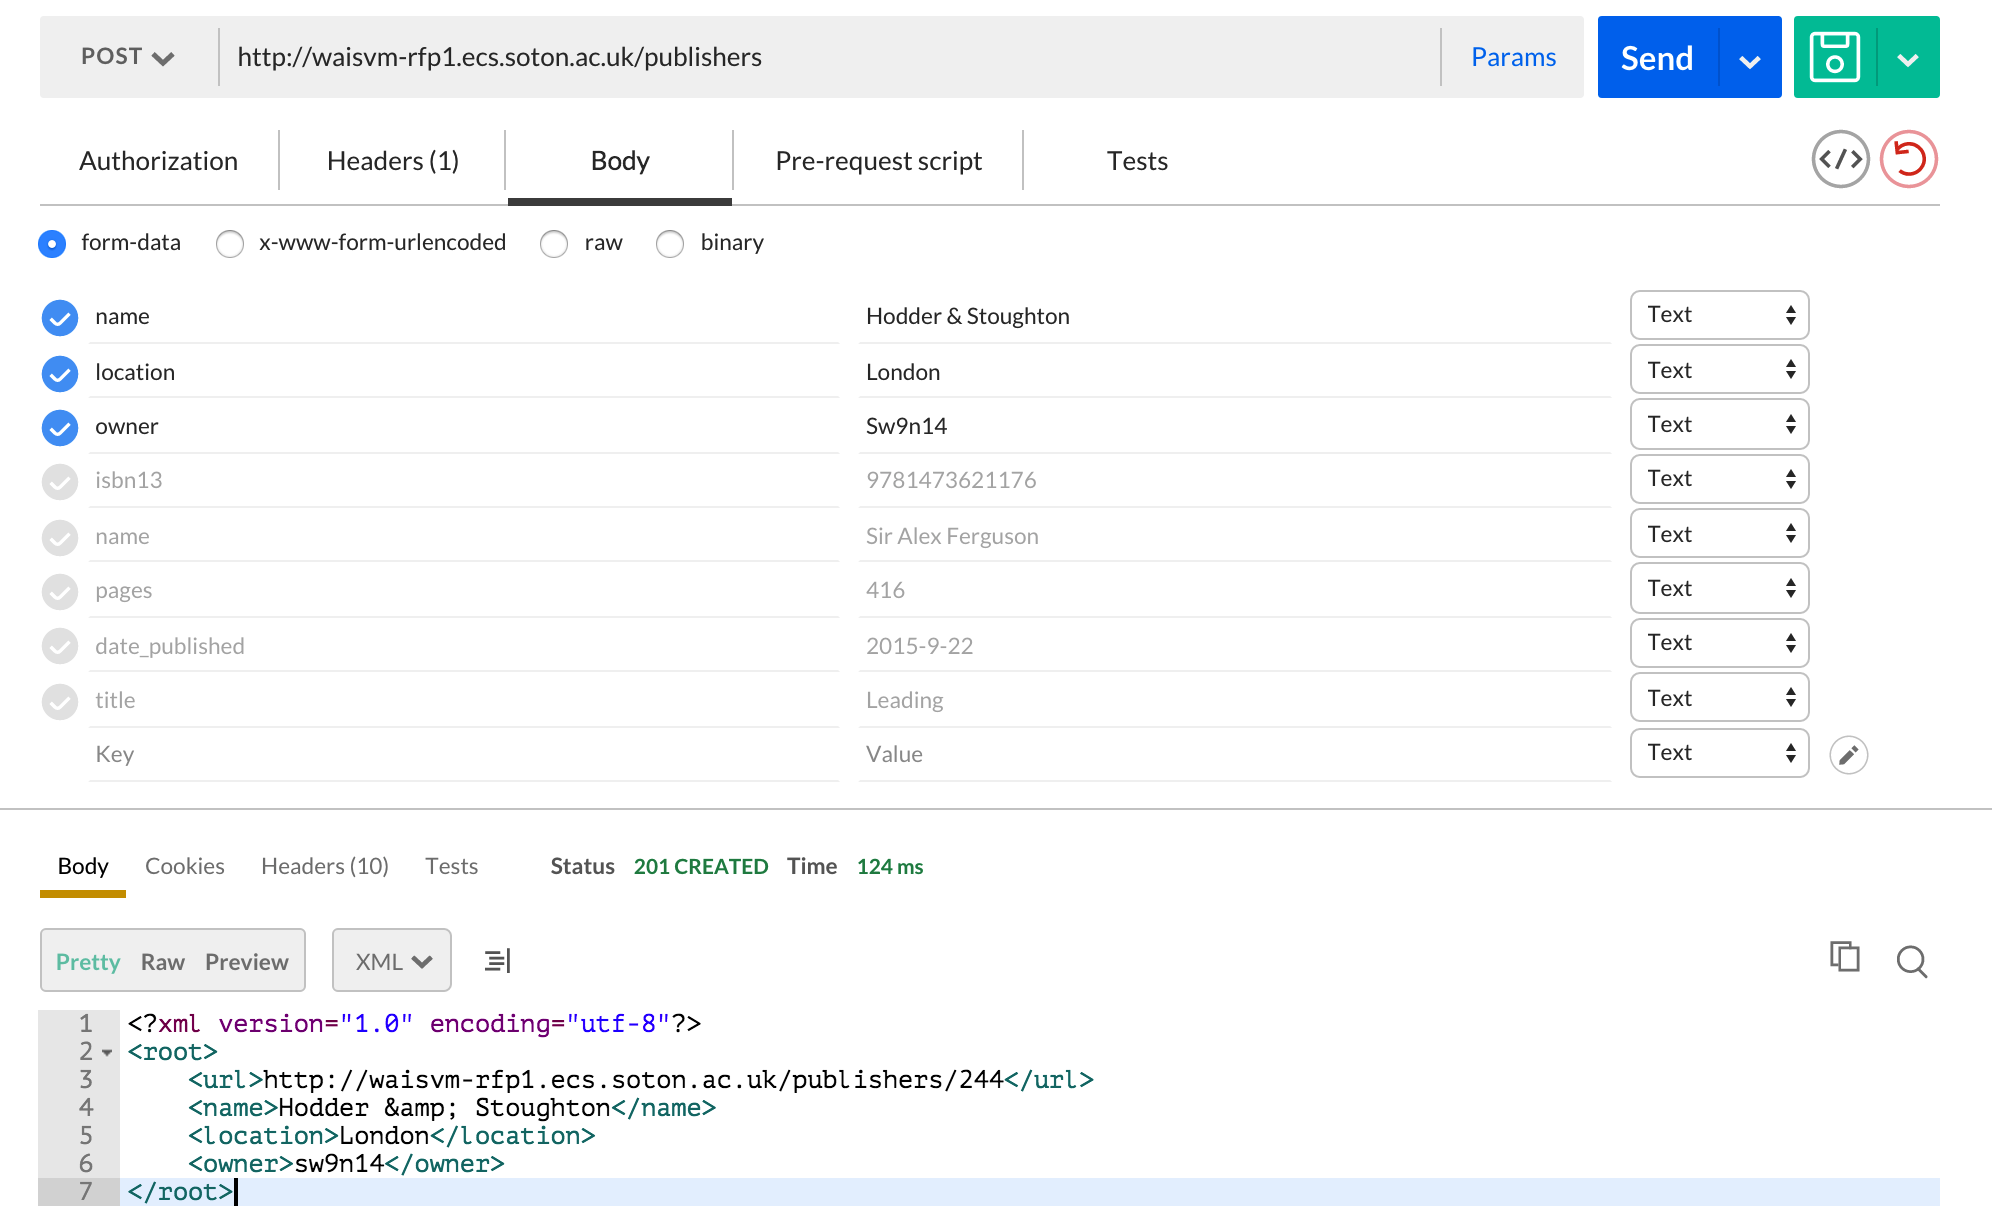 POST http://waisvm-rfp1.ecs.soton.ac.uk/publishers Params Send
Authorization Headers (1) Body Pre-request script Tests
form-data x-www-form-urlencoded raw binary
name Hodder & Stoughton Text
location London Text
owner Sw9n14 Text
isbn13 9781473621176 Text
name Sir Alex Ferguson Text
pages 416 Text
date_published 2015-9-22 Text
title Leading Text
Key Value Text
Body Cookies Headers (10) Tests Status 201 CREATED Time 124 ms
Pretty Raw Preview XML
1 <?xml version="1.0" encoding="utf-8"?>
2 <root>
3 <url>http://waisvm-rfp1.ecs.soton.ac.uk/publishers/244</url>
4 <name>Hodder &amp; Stoughton</name>
5 <location>London</location>
6 <owner>sw9n14</owner>
7 </root>